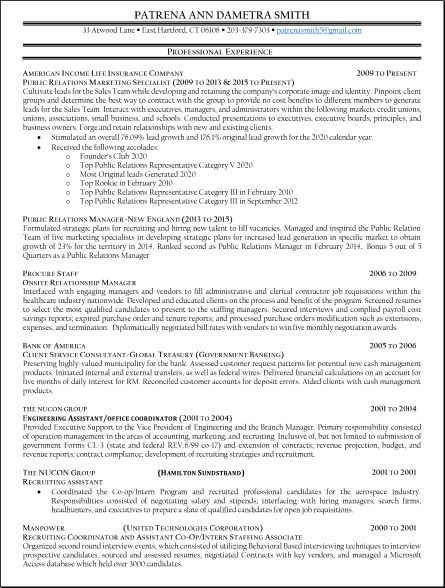 PATRENA ANN DAMETRA SMITH
33 Atwood Lane ▪ East Hartford, CT 06108 ▪ 203-379-7303 ▪ patrenasmith5@gmail.com
PROFESSIONAL EXPERIENCE
AMERICAN INCOME LIFE INSURANCE COMPANY 2009 TO PRESENT
PUBLIC RELATIONS MARKETING SPECIALIST (2009 TO 2013 & 2015 TO PRESENT)
Cultivate leads for the Sales Team while developing and retaining the company's corporate image and identity. Pinpoint client
groups and determine the best way to contract with the group to provide no cost benefits to different members to generate
leads for the Sales Team. Interact with executives, managers, and administrators within the following markets credit unions,
unions, associations, small business, and schools. Conducted presentations to executives, executive boards, principles, and
business owners. Forge and retain relationships with new and existing clients.
• Stimulated an overall 76.09% lead growth and 176.1% original lead growth for the 2020 calendar year.
• Received the following accolades:
o Founder's Club 2020
o Top Public Relations Representative Category V 2020
o Most Original leads Generated 2020
o Top Rookie in February 2010
o Top Public Relations Representative Category III in February 2010
o Top Public Relations Representative Category III in September 2012
PUBLIC RELATIONS MANAGER-NEW ENGLAND (2013 TO 2015)
Formulated strategic plans for recruiting and hiring new talent to fill vacancies. Managed and inspired the Public Relation
Team of five marketing specialists in developing strategic plans for increased lead generation in specific market to obtain
growth of 23% for the territory in 2014. Ranked second as Public Relations Manager in February 2014. Bonus 5 out of 5
Quarters as a Public Relations Manager
PROCURE STAFF 2006 TO 2009
ONSITE RELATIONSHIP MANAGER
Interfaced with engaging managers and vendors to fill administrative and clerical contractor job requisitions within the
healthcare industry nationwide. Developed and educated clients on the process and benefit of the program. Screened resumes
to select the most qualified candidates to present to the staffing managers. Secured interviews and compiled payroll cost
savings reports; expired purchase order and tenure reports; and processed purchase orders modification such as extensions,
expenses, and termination. Diplomatically negotiated bill rates with vendors to win five monthly negotiation awards.
BANK OF AMERICA 2005 TO 2006
CLIENT SERVICE CONSULTANT-GLOBAL TREASURY (GOVERNMENT BANKING)
Preserving highly-valued municipality for the bank. Assessed customer request patterns for potential new cash management
products. Initiated internal and external transfers, as well as federal wires. Delivered financial calculations on an account for
five months of daily interest for RM. Reconciled customer accounts for deposit errors. Aided clients with cash management
products.
THE NUCON GROUP 2001 TO 2004
ENGINEERING ASSISTANT/OFFICE COORDINATOR (2001 TO 2004)
Provided Executive Support to the Vice President of Engineering and the Branch Manager. Primary responsibility consisted
of operation management in the areas of accounting, marketing, and recruiting. Inclusive of, but not limited to submission of
government Forms CL-3 (state and federal REV.6/99 co-17) and extension of contracts; revenue projection, budget, and
revenue reports; contract compliance; development of recruiting strategies and recruitment.
THE NUCON GROUP (HAMILTON SUNDSTRAND) 2001 TO 2001
RECRUITING ASSISTANT
• Coordinated the Co-op/Intern Program and recruited professional candidates for the aerospace industry.
Responsibilities consisted of negotiating salary and stipends; interfacing with hiring managers, search firms,
headhunters, and executives to prepare a slate of qualified candidates for open job requisitions
MANPOWER (UNITED TECHNOLOGIES CORPORATION) 2000 TO 2001
RECRUITING COORDINATOR AND ASSISTANT CO-OP/INTERN STAFFING ASSOCIATE
Organized second round interview events, which consisted of utilizing Behavioral Based interviewing techniques to interview
prospective candidates, sourced and assessed resumes, negotiated Contracts with key vendors, and managed a Microsoft
Access database which held over 3000 candidates.